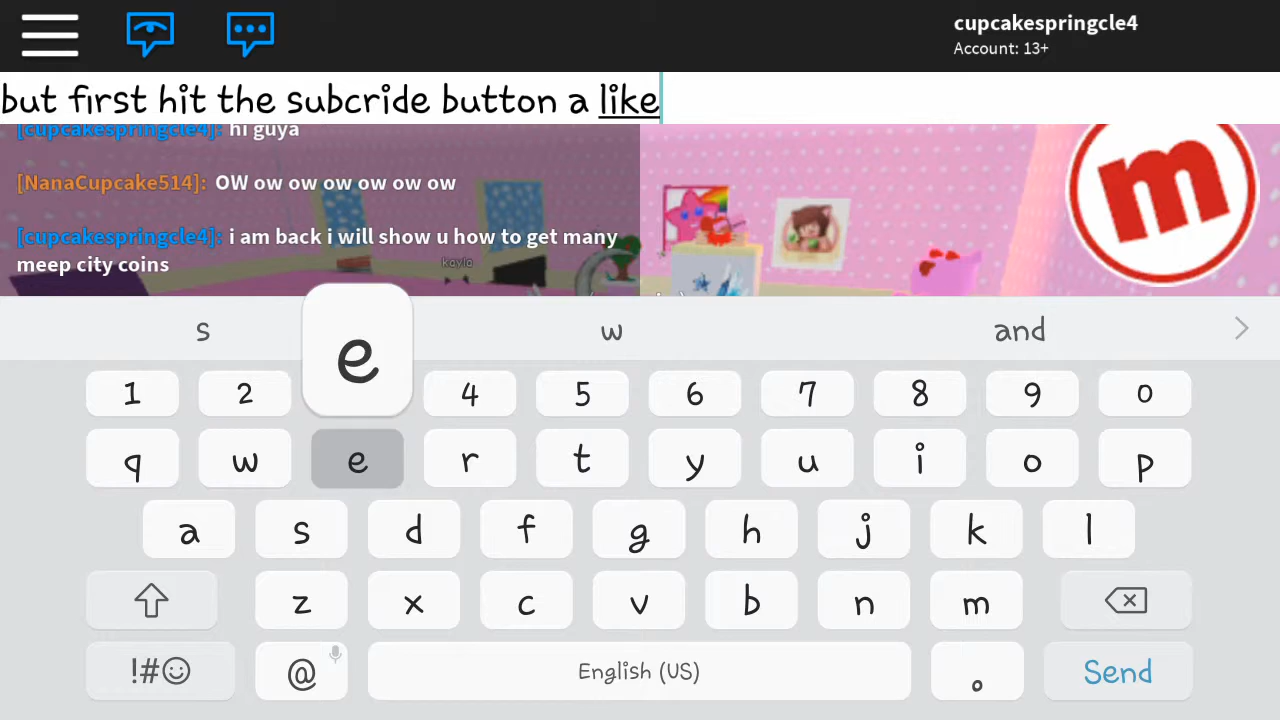 cupcakespringcle4
Account: 13+
but first hit the subcride button a like
[cupcakespringcle4]: hi guya
[NanaCupcake514]: OW ow ow ow ow ow ow
[cupcakespringcle4]: i am back i will show u how to get many
meep city coins
kayla
m
s w and
e
1 2 4 5 6 7 8 9 0
q w e r t y u i o p
a s d f g h j k l
z x c v b n m
!#☺ @ English (US) . Send